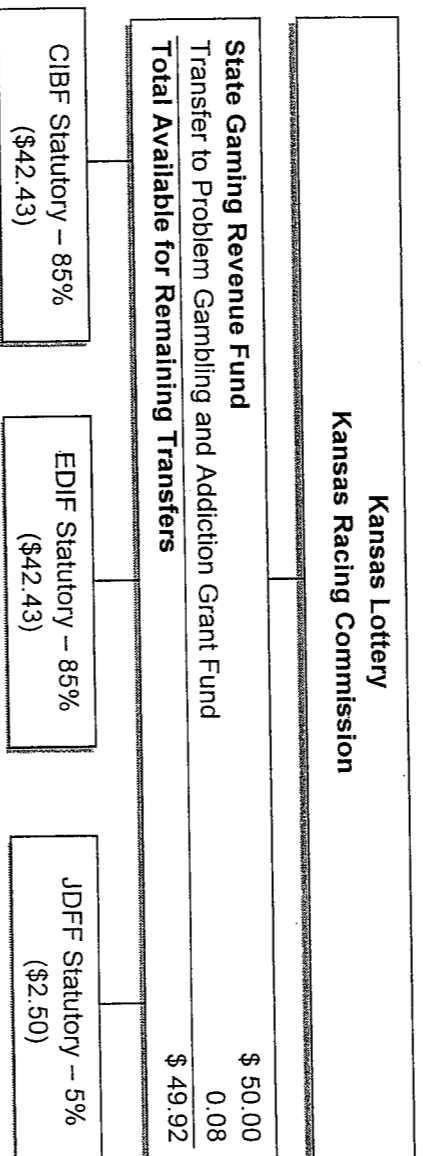 Kansas Lottery
Kansas Racing Commission
State Gaming Revenue Fund $ 50.00
Transfer to Problem Gambling and Addiction Grant Fund 0.08
Total Available for Remaining Transfers $ 49.92
CIBF Statutory – 85%
($42.43)
EDIF Statutory – 85%
($42.43)
JDFF Statutory – 5%
($2.50)